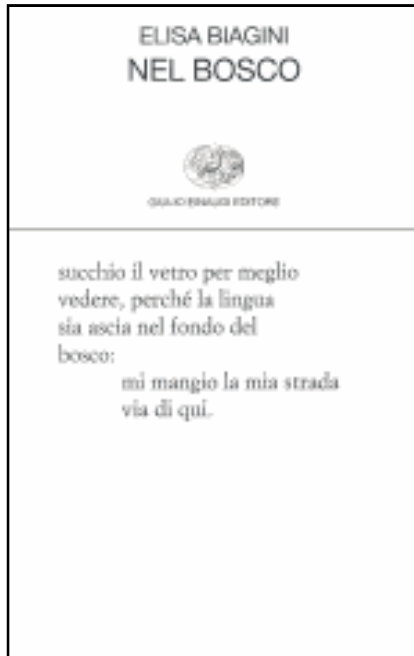 ELISA BIAGINI
NEL BOSCO
GIULIO EINAUDI EDITORE
succhio il vetro per meglio
vedere, perché la lingua
sia ascia nel fondo del
bosco:
mi mangio la mia strada
via di qui.